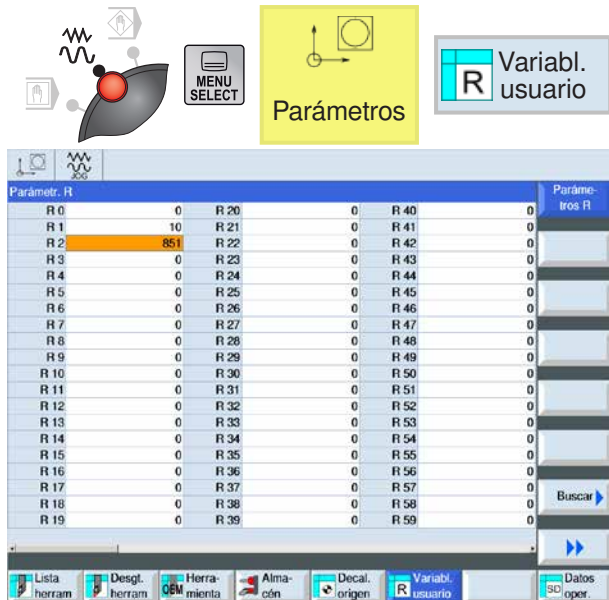 MENU
SELECT
Parámetros
R
Variabl.
usuario
JOG
Parámetr. R
Paráme-
tros R
R 0 0 R 20 0 R 40 0
R 1 10 R 21 0 R 41 0
R 2 851 R 22 0 R 42 0
R 3 0 R 23 0 R 43 0
R 4 0 R 24 0 R 44 0
R 5 0 R 25 0 R 45 0
R 6 0 R 26 0 R 46 0
R 7 0 R 27 0 R 47 0
R 8 0 R 28 0 R 48 0
R 9 0 R 29 0 R 49 0
R 10 0 R 30 0 R 50 0
R 11 0 R 31 0 R 51 0
R 12 0 R 32 0 R 52 0
R 13 0 R 33 0 R 53 0
R 14 0 R 34 0 R 54 0
R 15 0 R 35 0 R 55 0
R 16 0 R 36 0 R 56 0
R 17 0 R 37 0 R 57 0
R 18 0 R 38 0 R 58 0
R 19 0 R 39 0 R 59 0
Buscar
Lista
herram
Desgt.
herram
OEM
Herra-
mienta
Alma-
cén
Decal.
origen
R
Variabl.
usuario
SD
Datos
oper.